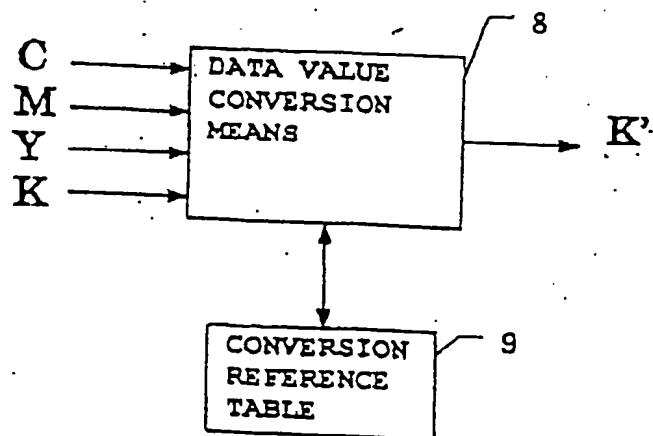 8
C
M
Y
K
DATA VALUE
CONVERSION
MEANS
K'
CONVERSION
REFERENCE
TABLE
9